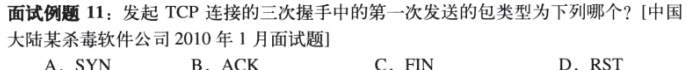 面试例题 11：发起 TCP 连接的三次握手中的第一次发送的包类型为下列哪个？[中国
大陆某杀毒软件公司 2010 年 1 月面试题]
A．SYN B．ACK C．FIN D．RST